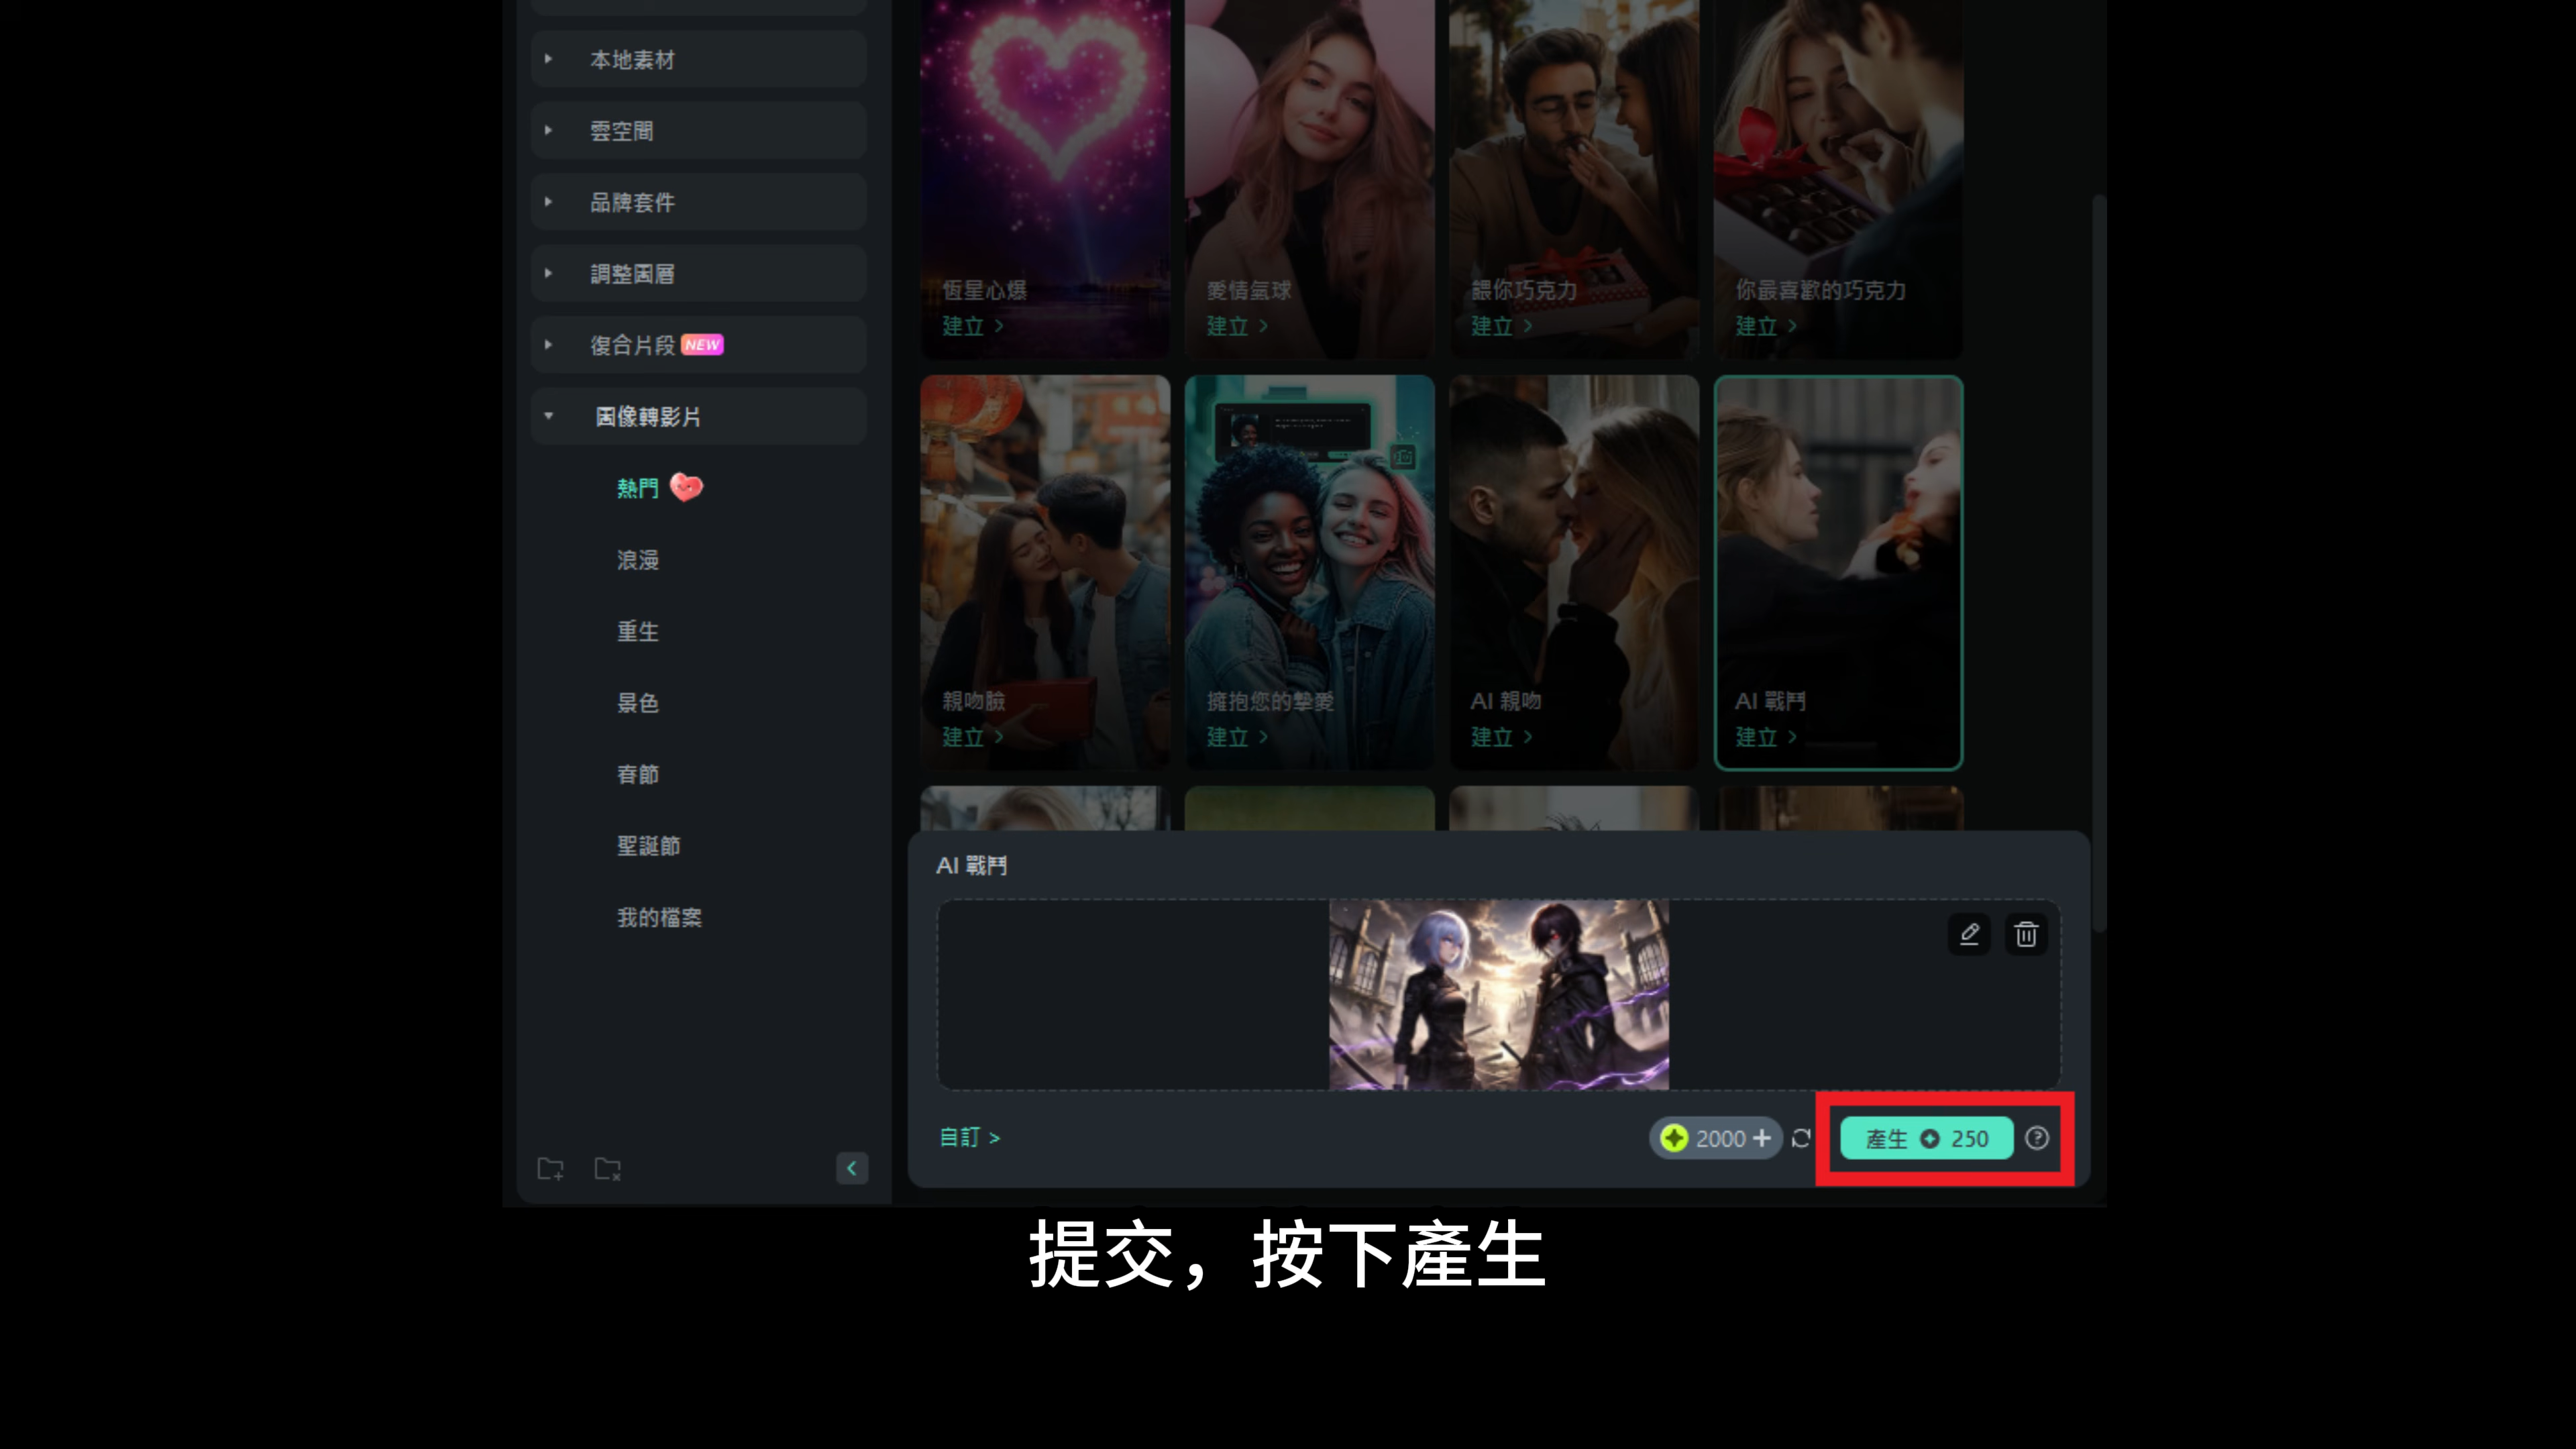 本地素材
雲空間
品牌套件
調整圖層
復合片段 NEW
圖像轉影片
熱門
浪漫
重生
景色
春節
聖誕節
我的檔案
恆星心爆
建立 >
愛情氣球
建立 >
餵你巧克力
建立 >
你最喜歡的巧克力
建立 >
親吻臉
建立 >
擁抱您的摯愛
建立 >
AI 親吻
建立 >
AI 戰鬥
建立 >
AI 戰鬥
自訂 >
2000 +
產生 250
提交，按下產生